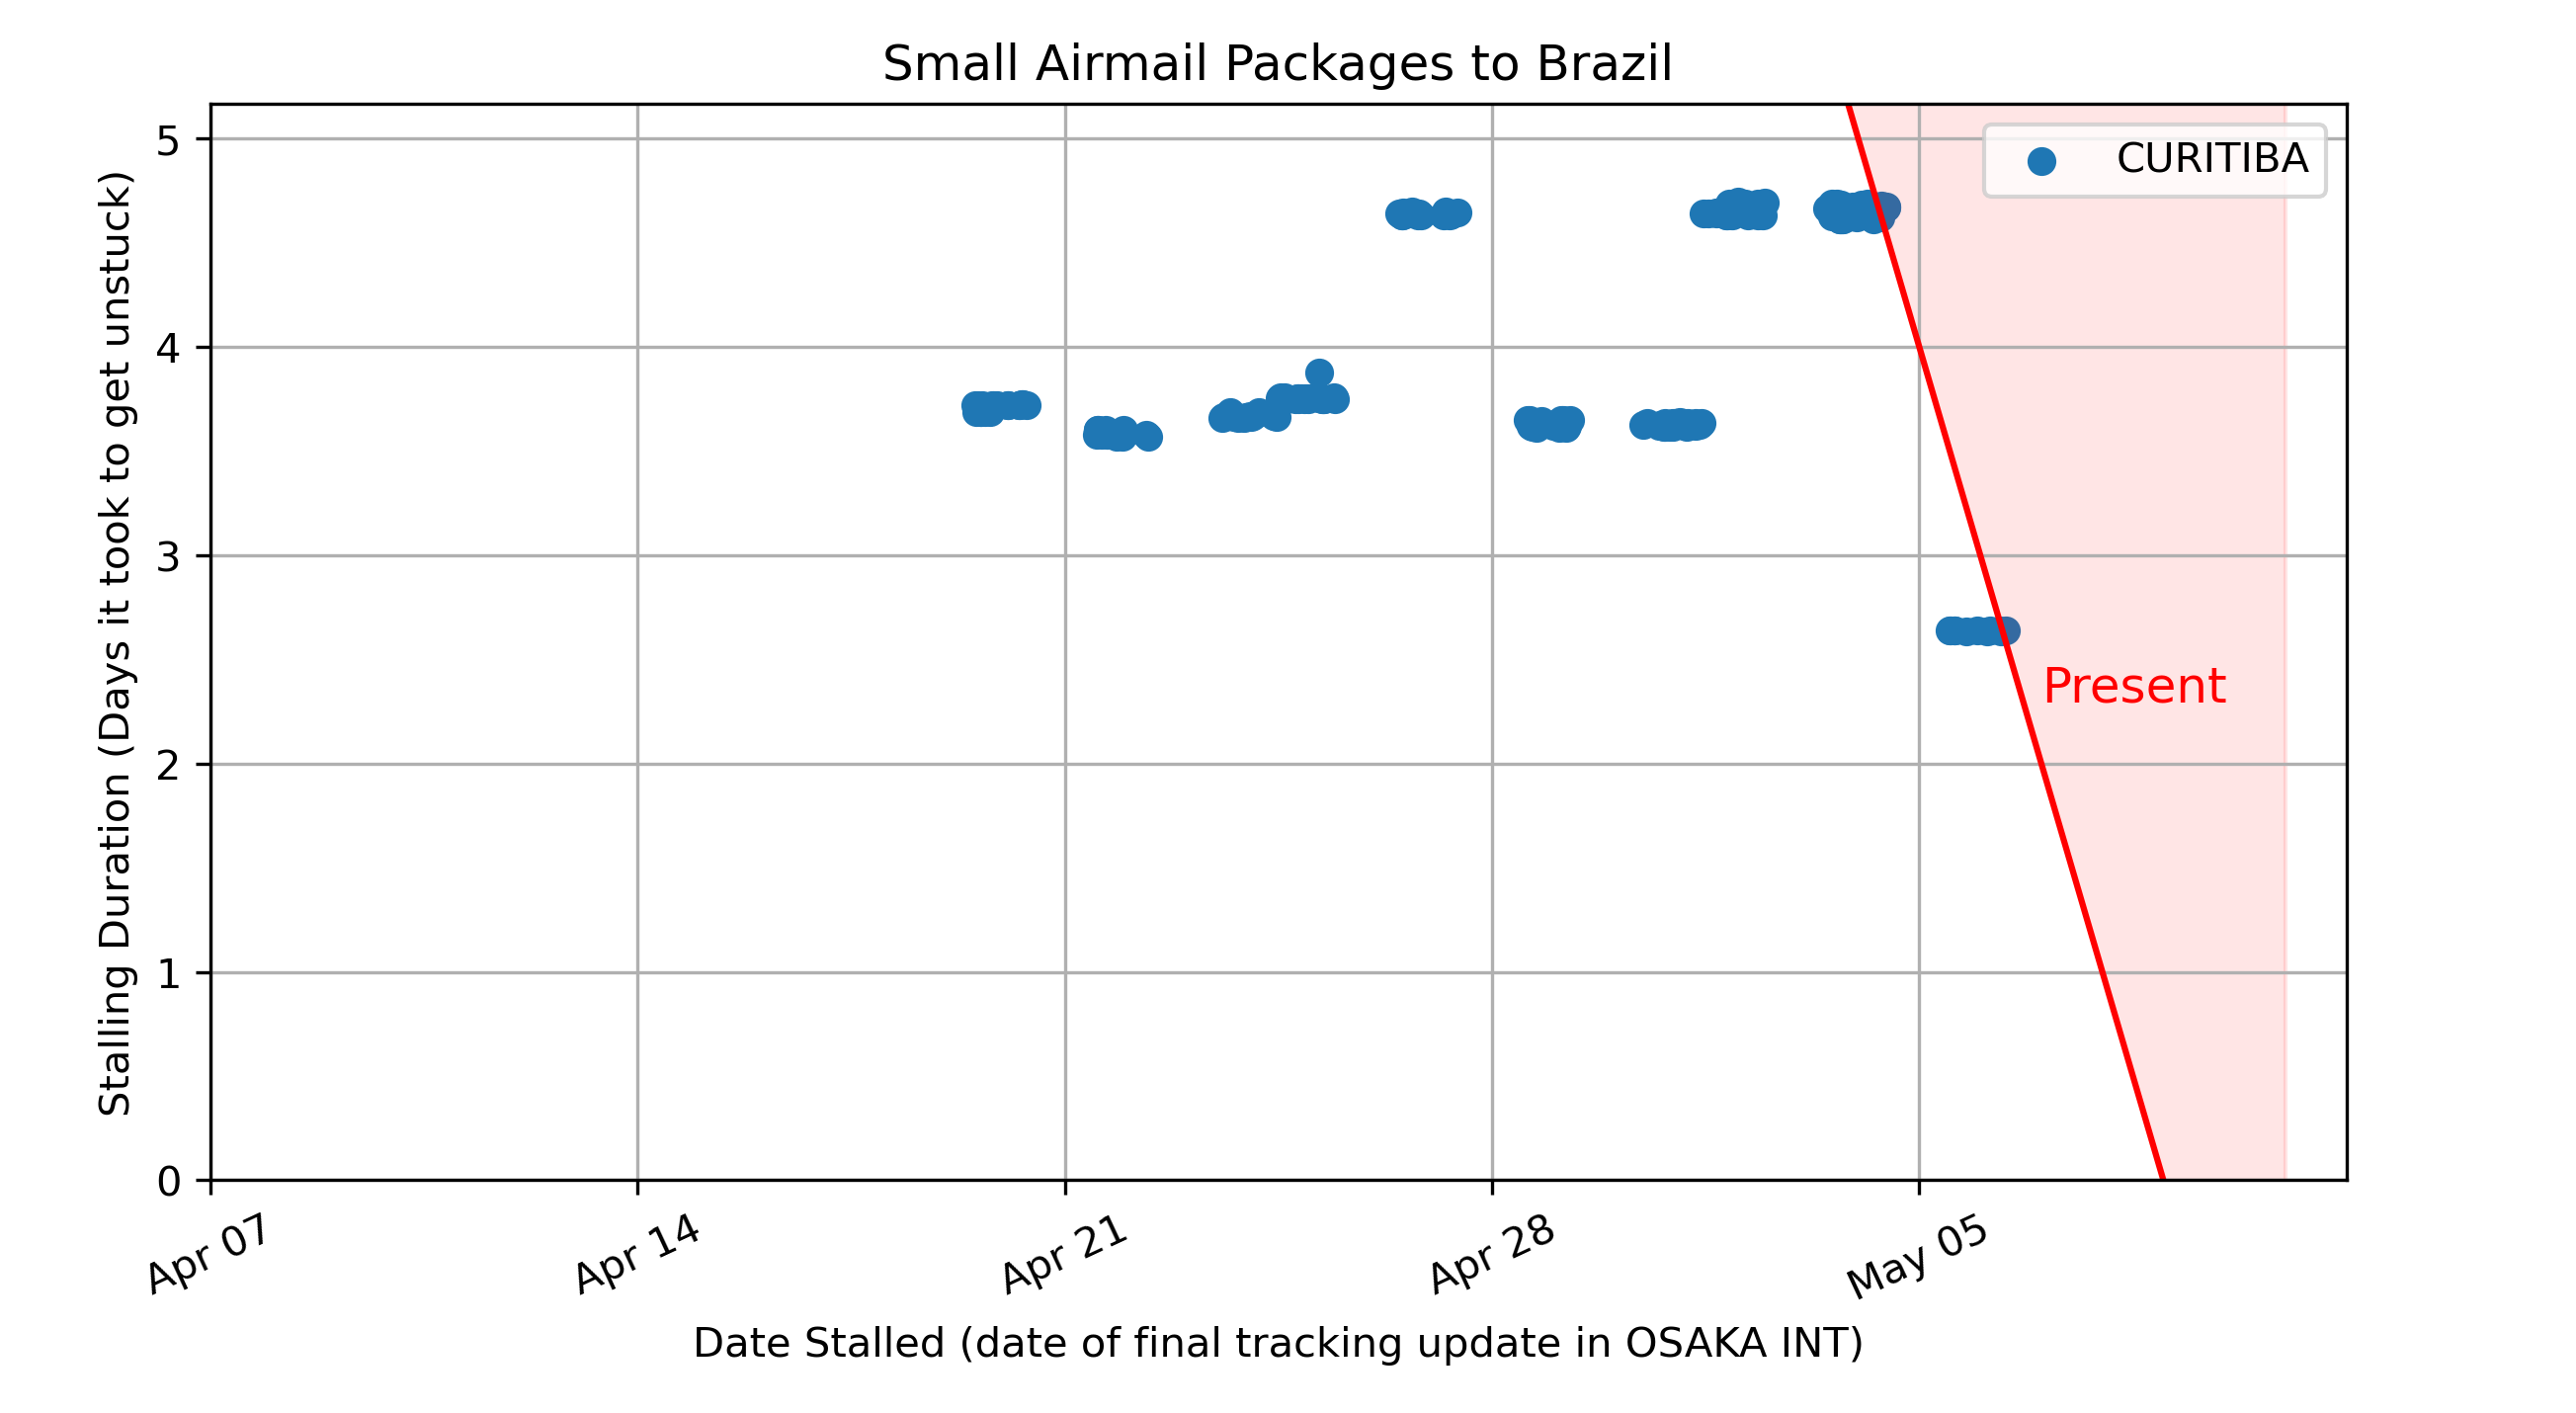 Small Airmail Packages to Brazil
Stalling Duration (Days it took to get unstuck)
5
4
3
2
1
0
CURITIBA
Present
Apr 07
Apr 14
Apr 21
Apr 28
May 05
Date Stalled (date of final tracking update in OSAKA INT)